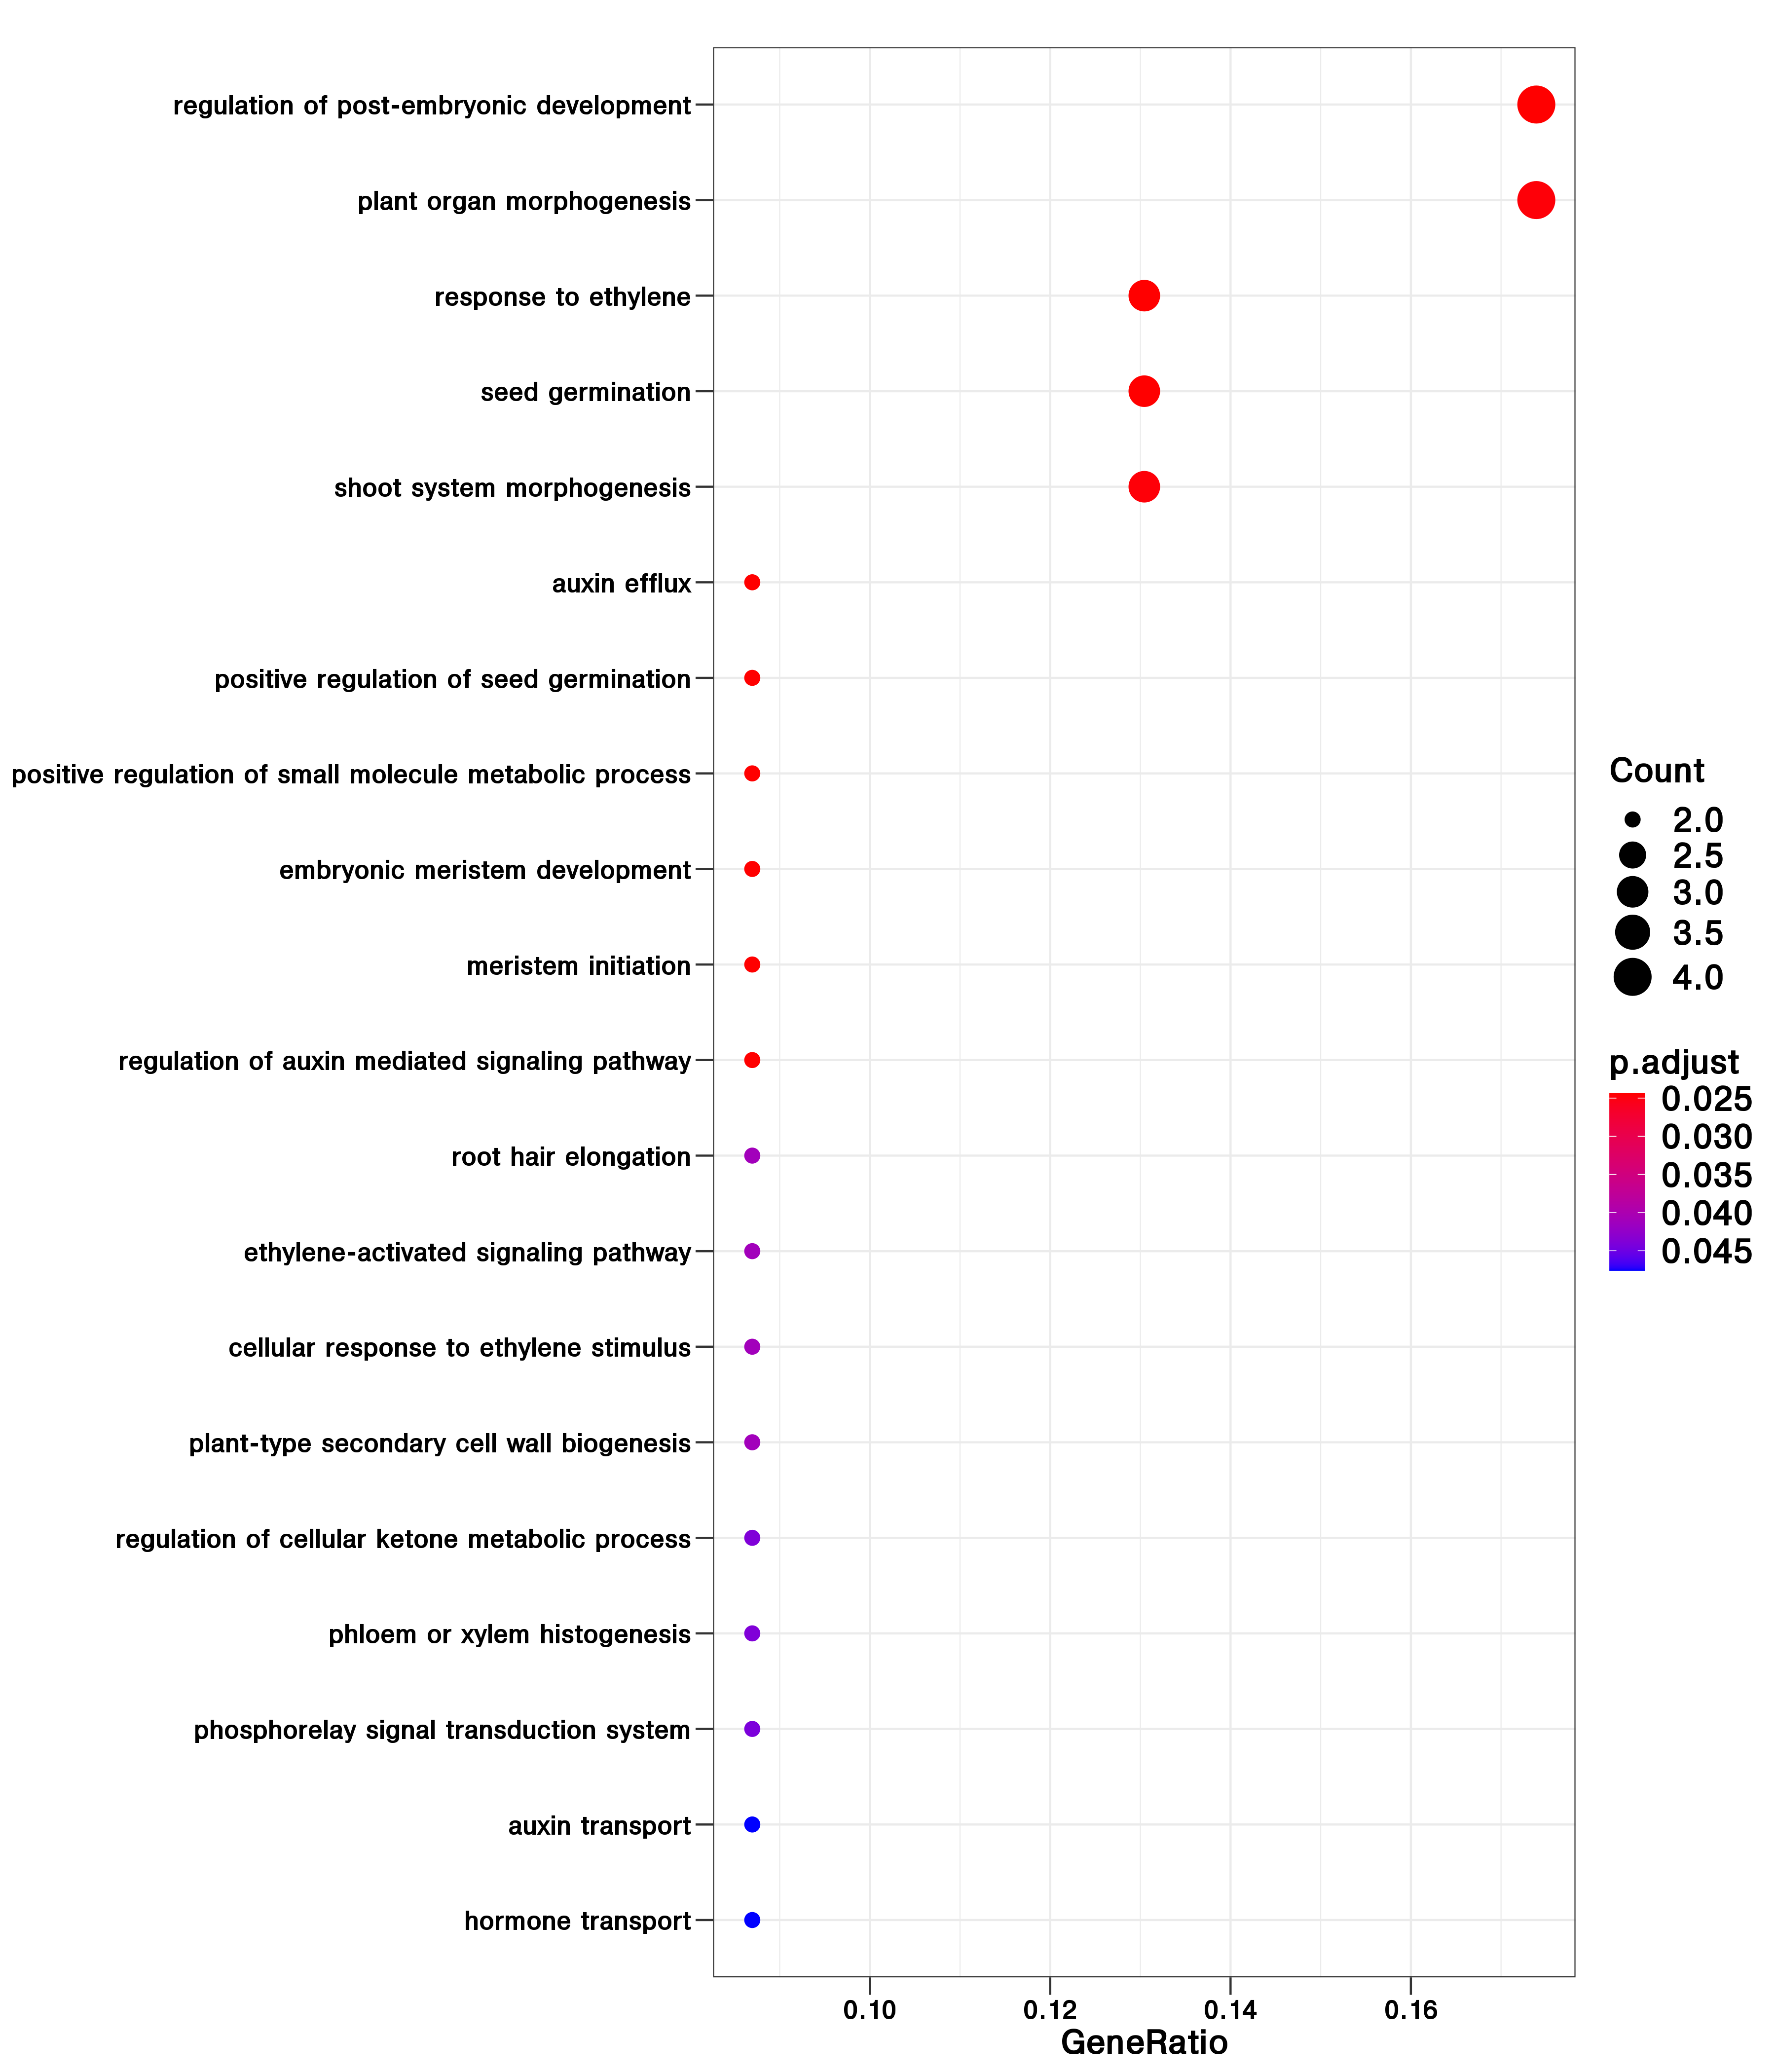 regulation of post-embryonic development
plant organ morphogenesis
response to ethylene
seed germination
shoot system morphogenesis
auxin efflux
positive regulation of seed germination
positive regulation of small molecule metabolic process
embryonic meristem development
meristem initiation
regulation of auxin mediated signaling pathway
root hair elongation
ethylene-activated signaling pathway
cellular response to ethylene stimulus
plant-type secondary cell wall biogenesis
regulation of cellular ketone metabolic process
phloem or xylem histogenesis
phosphorelay signal transduction system
auxin transport
hormone transport
0.10 0.12 0.14 0.16
GeneRatio
Count
2.0
2.5
3.0
3.5
4.0
p.adjust
0.025
0.030
0.035
0.040
0.045